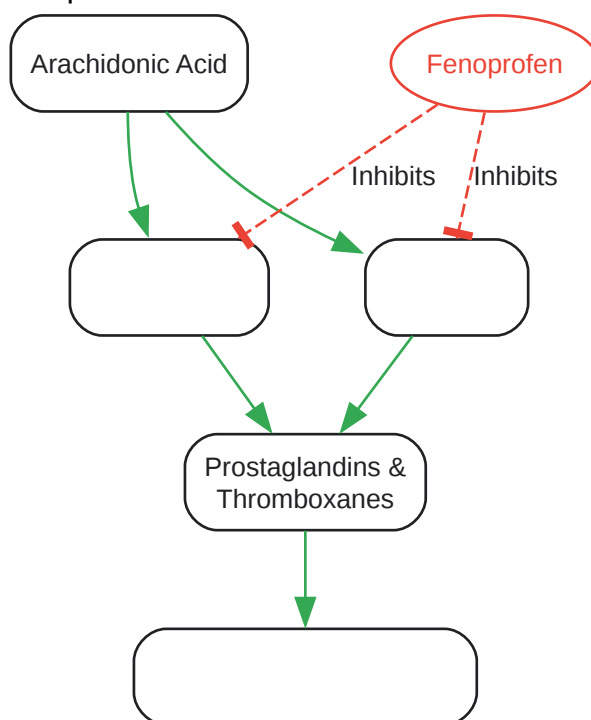 Arachidonic Acid
Fenoprofen
Inhibits
Inhibits
Prostaglandins &
Thromboxanes